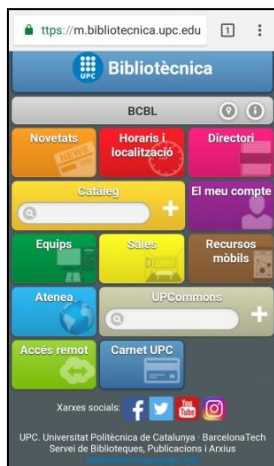 ttps://m.bibliotecnica.upc.edu 1
UPC Bibliotècnica
BCBL
Novetats
NEWS
Horaris i
localització
Directori
Catàleg
El meu compte
Equips
Sales
Recursos
mòbils
Atenea
UPCommons
Accés remot
Carnet UPC
Xarxes socials: You Tube
UPC. Universitat Politècnica de Catalunya · BarcelonaTech
Servei de Biblioteques, Publicacions i Arxius